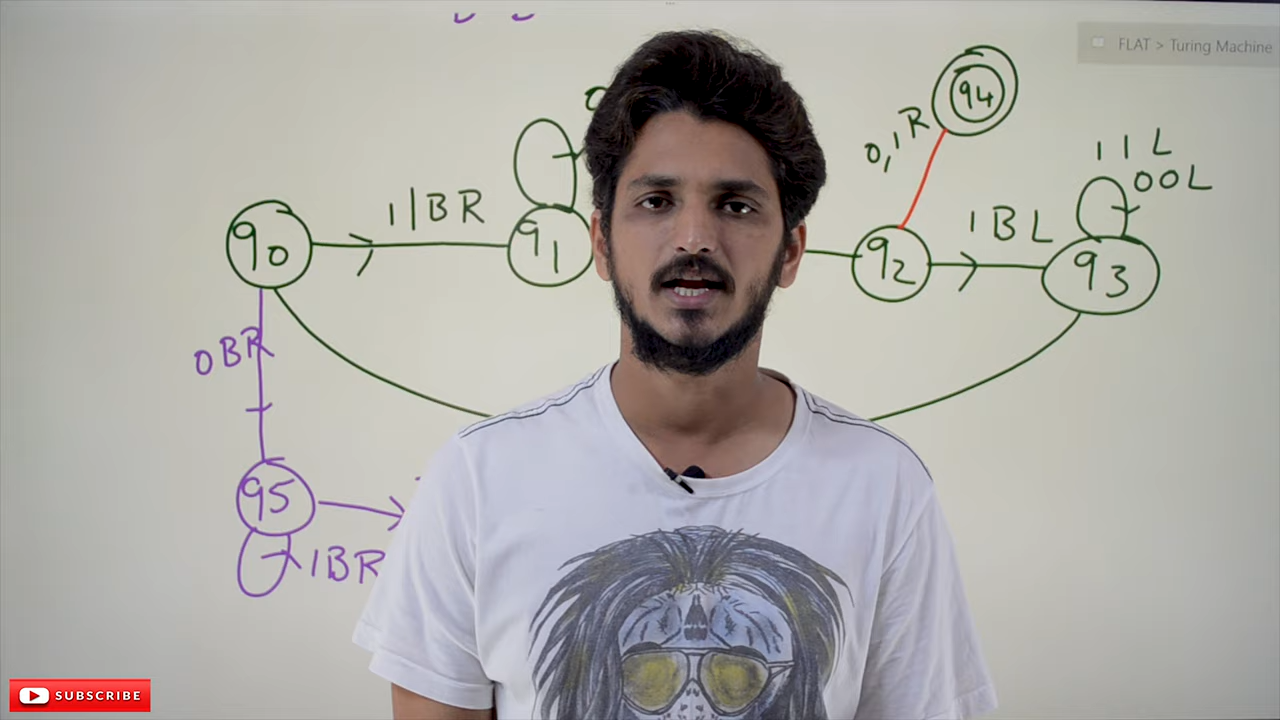 FLAT > Turing Machine
q4
0,1R
11L
00L
1/BR
1BL
q0
q1
q2
q3
0BR
q5
1BR
SUBSCRIBE